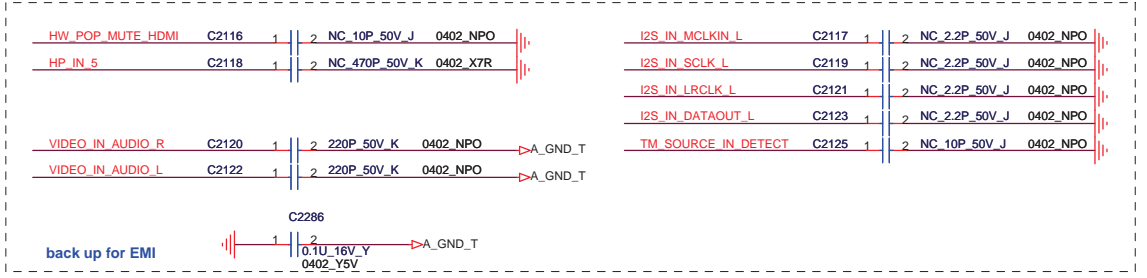 HW_POP_MUTE_HDMI C2116 1 2 NC_10P_50V_J 0402_NPO
HP_IN_5 C2118 1 2 NC_470P_50V_K 0402_X7R
VIDEO_IN_AUDIO_R C2120 1 2 220P_50V_K 0402_NPO A_GND_T
VIDEO_IN_AUDIO_L C2122 1 2 220P_50V_K 0402_NPO A_GND_T
C2286
1 2 A_GND_T
0.1U_16V_Y
0402_Y5V
back up for EMI
I2S_IN_MCLKIN_L C2117 1 2 NC_2.2P_50V_J 0402_NPO
I2S_IN_SCLK_L C2119 1 2 NC_2.2P_50V_J 0402_NPO
I2S_IN_LRCLK_L C2121 1 2 NC_2.2P_50V_J 0402_NPO
I2S_IN_DATAOUT_L C2123 1 2 NC_2.2P_50V_J 0402_NPO
TM_SOURCE_IN_DETECT C2125 1 2 NC_10P_50V_J 0402_NPO